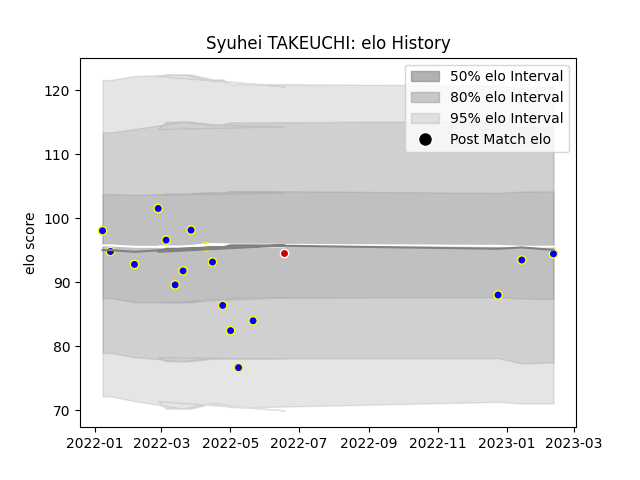 Syuhei TAKEUCHI: elo History
50% elo Interval
80% elo Interval
95% elo Interval
Post Match elo
elo score
120
110
100
90
80
70
2022-01 2022-03 2022-05 2022-07 2022-09 2022-11 2023-01 2023-03